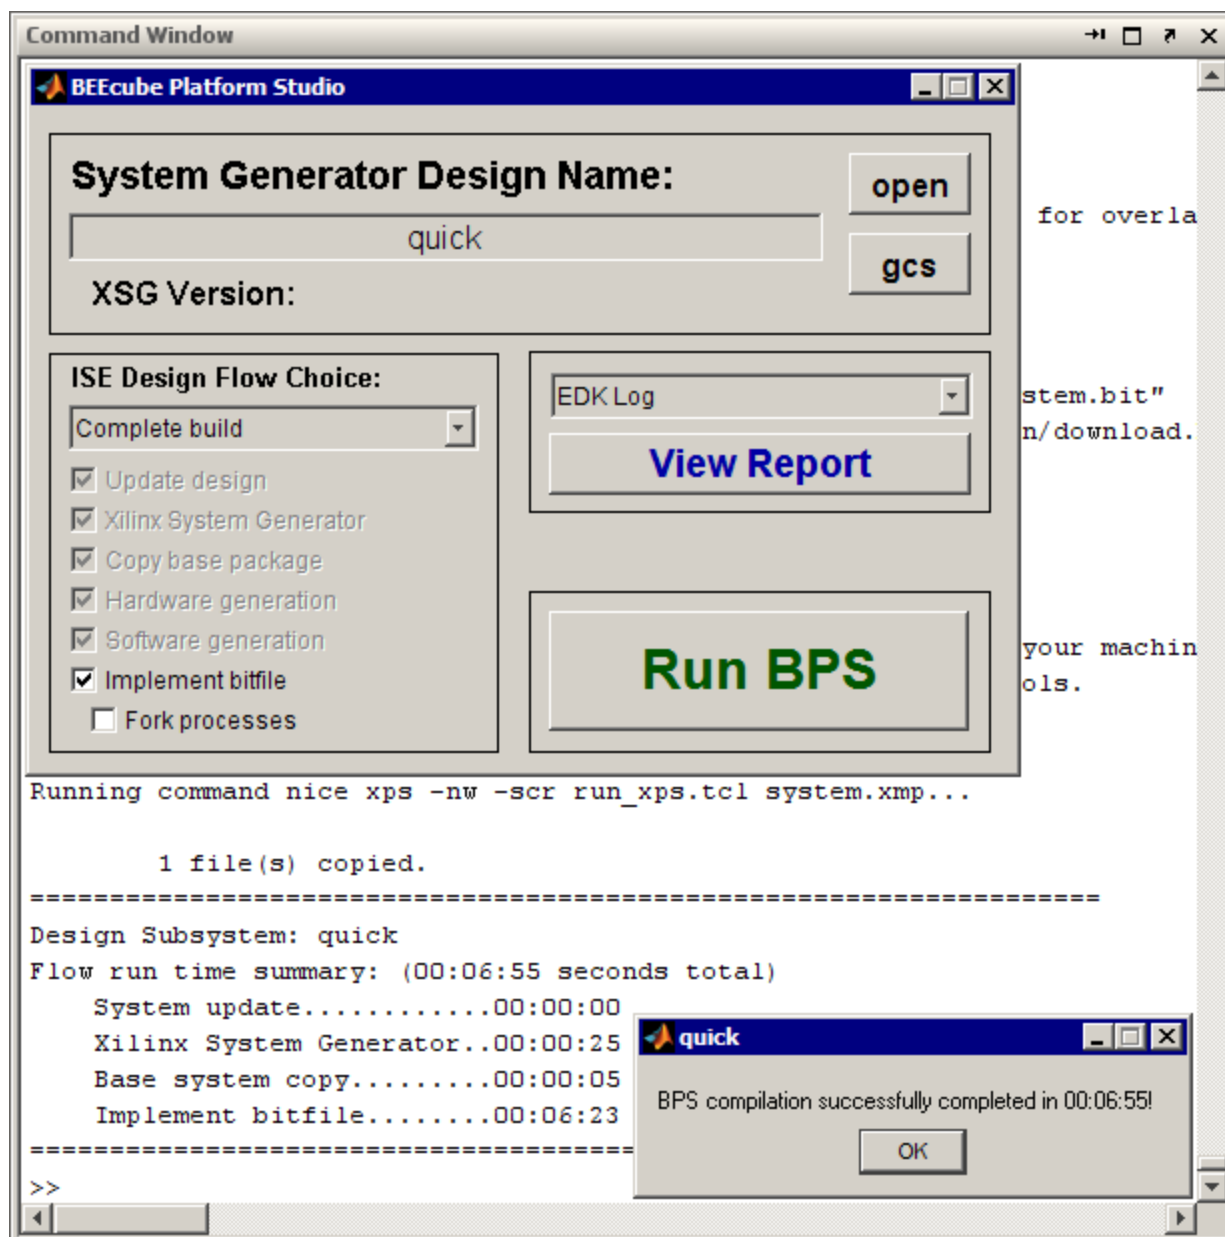 Command Window
BEEcube Platform Studio
System Generator Design Name:
open
quick
gcs
XSG Version:
for overla
ISE Design Flow Choice:
Complete build
Update design
Xilinx System Generator
Copy base package
Hardware generation
Software generation
Implement bitfile
Fork processes
EDK Log
View Report
Run BPS
stem.bit"
n/download.
your machin
ols.
Running command nice xps -nw -scr run_xps.tcl system.xmp...
1 file(s) copied.
===================================================================
Design Subsystem: quick
Flow run time summary: (00:06:55 seconds total)
System update............00:00:00
Xilinx System Generator..00:00:25
Base system copy.........00:00:05
Implement bitfile........00:06:23
======================================
>>
quick
BPS compilation successfully completed in 00:06:55!
OK